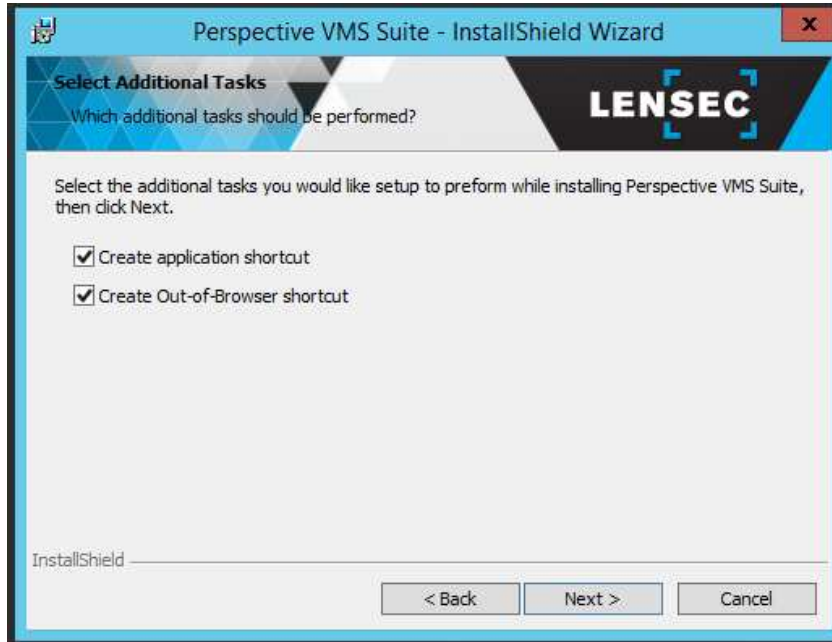 Perspective VMS Suite - InstallShield Wizard
x
Select Additional Tasks
Which additional tasks should be performed?
LENSEC
Select the additional tasks you would like setup to preform while installing Perspective VMS Suite,
then click Next.
Create application shortcut
Create Out-of-Browser shortcut
InstallShield
< Back
Next >
Cancel